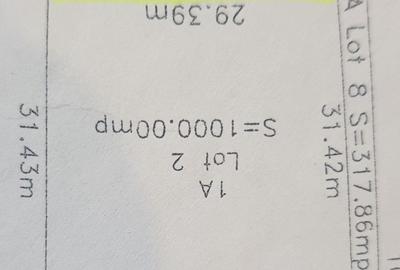 1A
Lot 2
S=1000.00mp
29.39m
31.43m
31.42m
A Lot 8 S=317.86mp